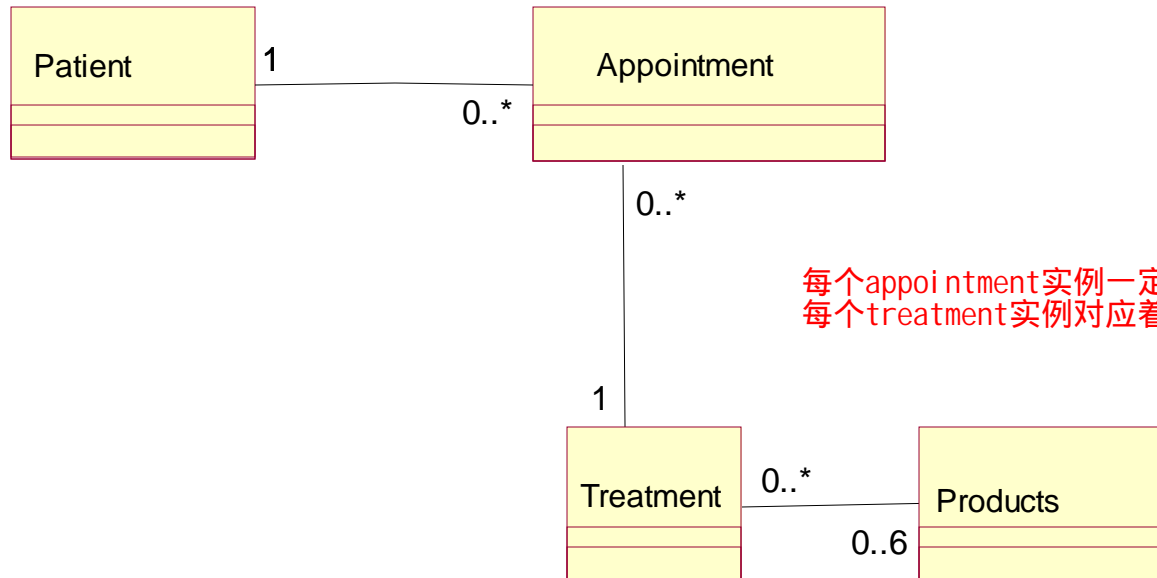 Patient
1
Appointment
0..*
0..*
每个appointment实例一定
每个treatment实例对应着
1
Treatment
0..*
Products
0..6